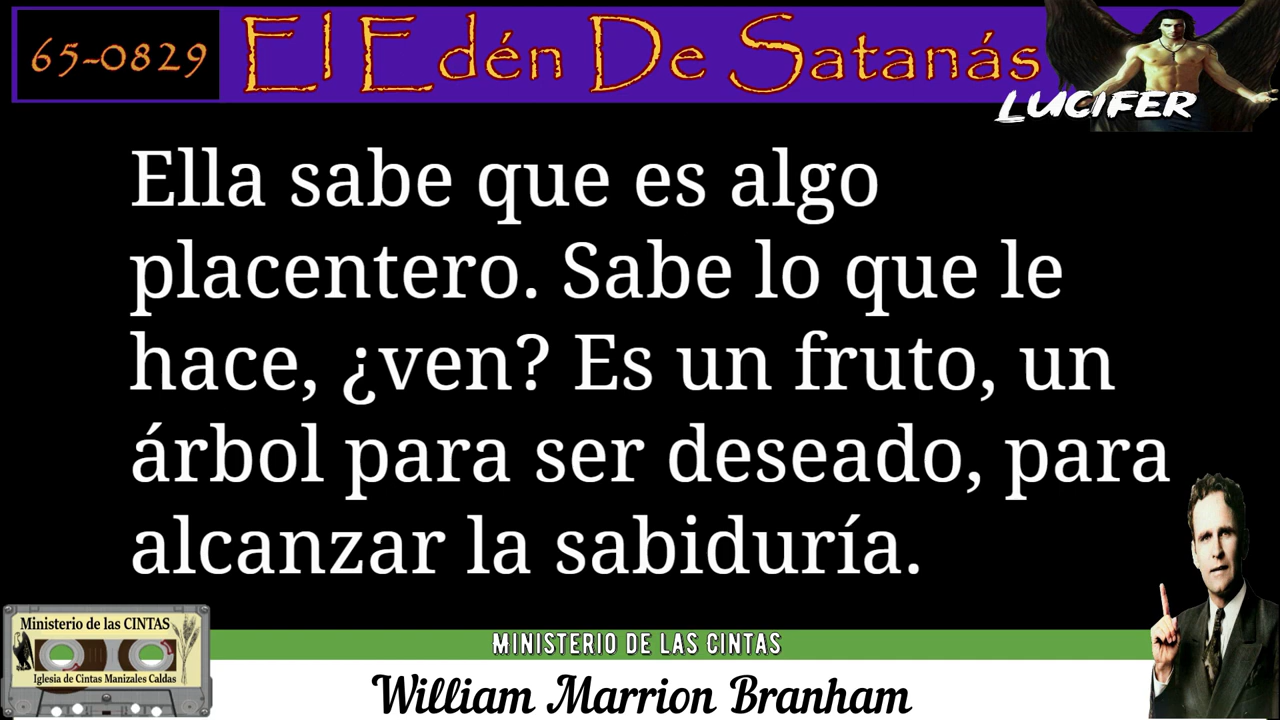 65-0829
El Edén De Satanás
LUCIFER
Ella sabe que es algo
placentero. Sabe lo que le
hace, ¿ven? Es un fruto, un
árbol para ser deseado, para
alcanzar la sabiduría.
Ministerio de las CINTAS
Iglesia de Cintas Manizales Caldas
MINISTERIO DE LAS CINTAS
William Marrion Branham